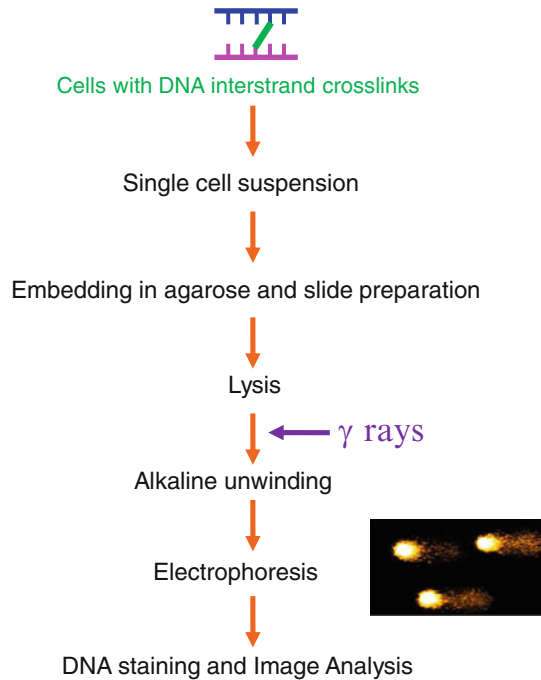 Cells with DNA interstrand crosslinks
Single cell suspension
Embedding in agarose and slide preparation
Lysis
γ rays
Alkaline unwinding
Electrophoresis
DNA staining and Image Analysis